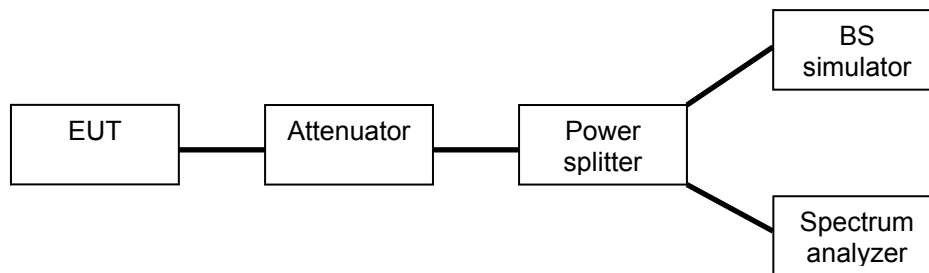 EUT
Attenuator
Power
splitter
BS
simulator
Spectrum
analyzer